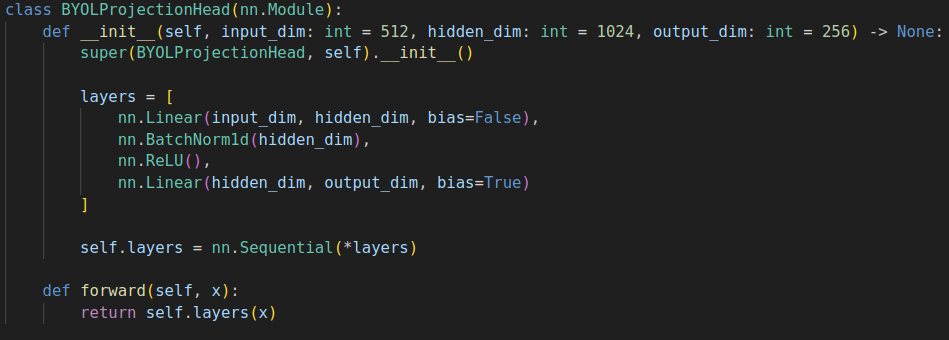 class BYOLProjectionHead(nn.Module):
    def __init__(self, input_dim: int = 512, hidden_dim: int = 1024, output_dim: int = 256) -> None:
        super(BYOLProjectionHead, self).__init__()

        layers = [
            nn.Linear(input_dim, hidden_dim, bias=False),
            nn.BatchNorm1d(hidden_dim),
            nn.ReLU(),
            nn.Linear(hidden_dim, output_dim, bias=True)
        ]

        self.layers = nn.Sequential(*layers)

    def forward(self, x):
        return self.layers(x)